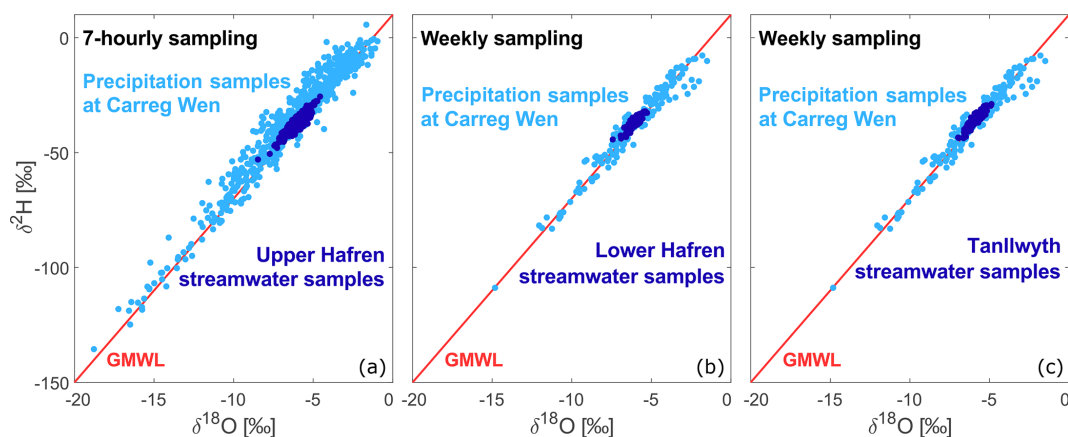 7-hourly sampling
Precipitation samples
at Carreg Wen
Upper Hafren
streamwater samples
GMWL
(a)
0
-50
-100
-150
δ²H [‰]
-20 -15 -10 -5 0
δ¹⁸O [‰]
Weekly sampling
Precipitation samples
at Carreg Wen
Lower Hafren
streamwater samples
GMWL
(b)
-20 -15 -10 -5 0
δ¹⁸O [‰]
Weekly sampling
Precipitation samples
at Carreg Wen
Tanllwyth
streamwater samples
GMWL
(c)
-20 -15 -10 -5 0
δ¹⁸O [‰]